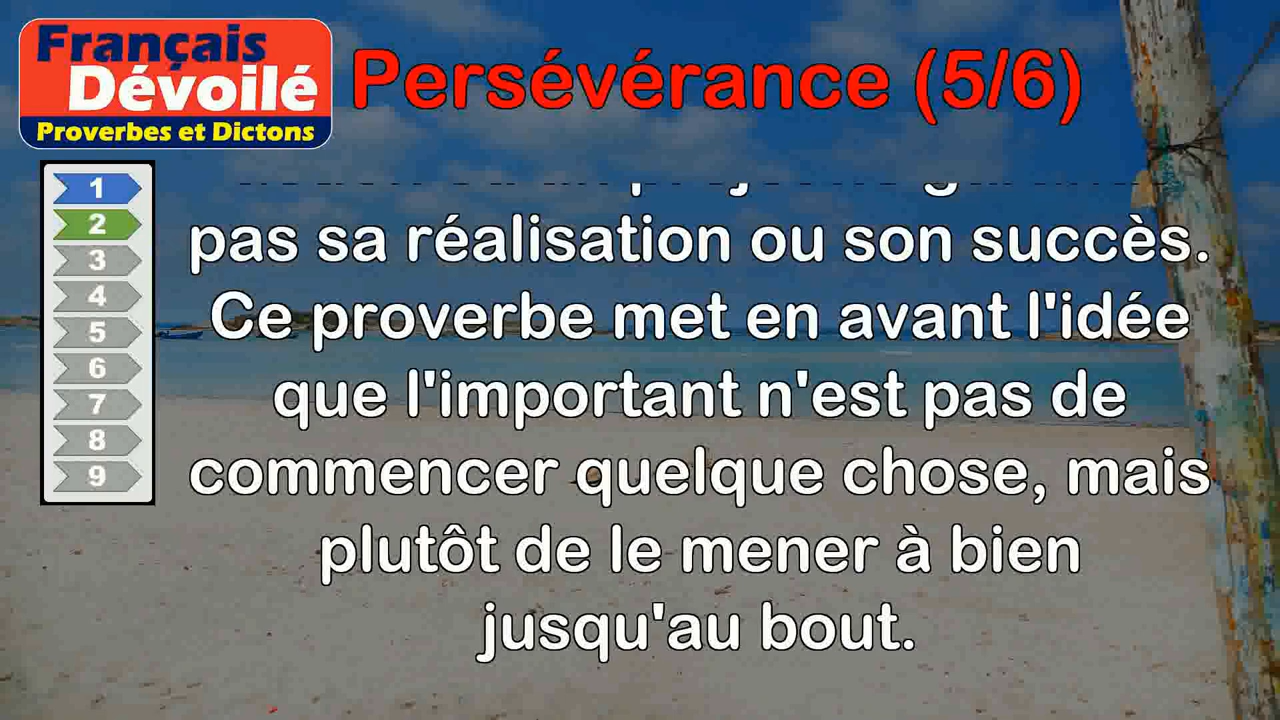 Français
Dévoilé
Proverbes et Dictons
Persévérance (5/6)
1
2
3
4
5
6
7
8
9
pas sa réalisation ou son succès.
Ce proverbe met en avant l'idée
que l'important n'est pas de
commencer quelque chose, mais
plutôt de le mener à bien
jusqu'au bout.